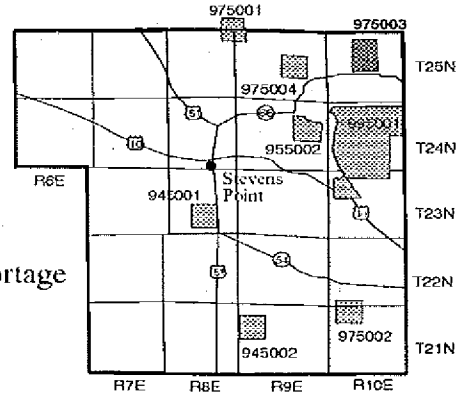 975001
975003
T25N
975004
51
66
955002
T24N
10
R6E
Stevens
Point
945001
T23N
rtage
54
T22N
51
T21N
945002
975002
R7E R8E R9E R10E